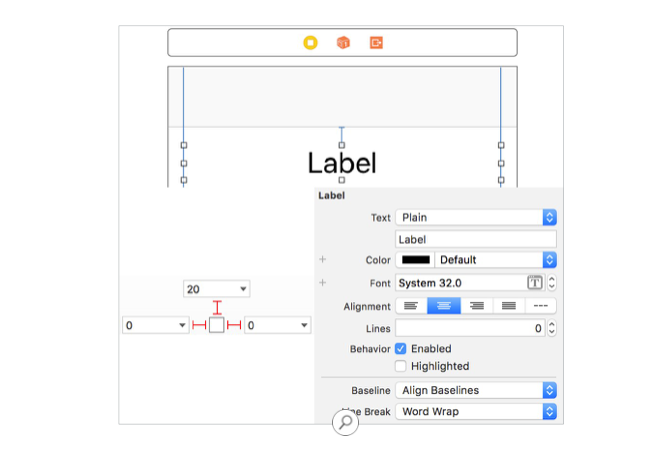 Label
Label
Text Plain
Label
Color Default
Font System 32.0 T
20
Alignment ---
0 0
Lines 0
Behavior Enabled
Highlighted
Baseline Align Baselines
Break Word Wrap